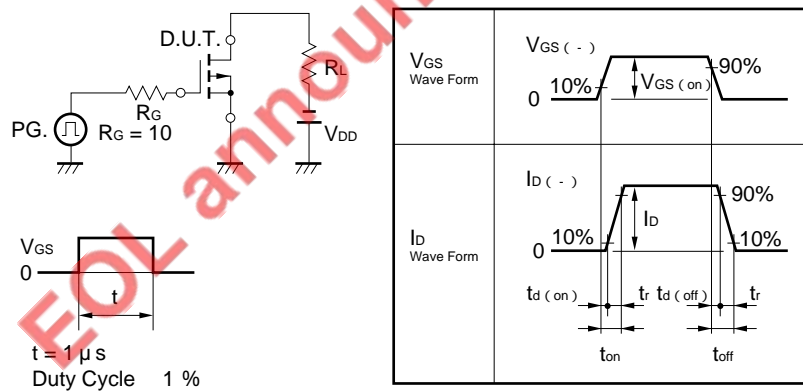 D.U.T.
RL
RG
PG.
RG = 10
VDD
VGS
0
t
t = 1 µ s
Duty Cycle 1 %
VGS
Wave Form
VGS ( - )
10%
VGS (on)
90%
0
ID
Wave Form
ID ( - )
90%
10%
ID
10%
0
td (on) tr td (off) tr
ton toff
EOL announ